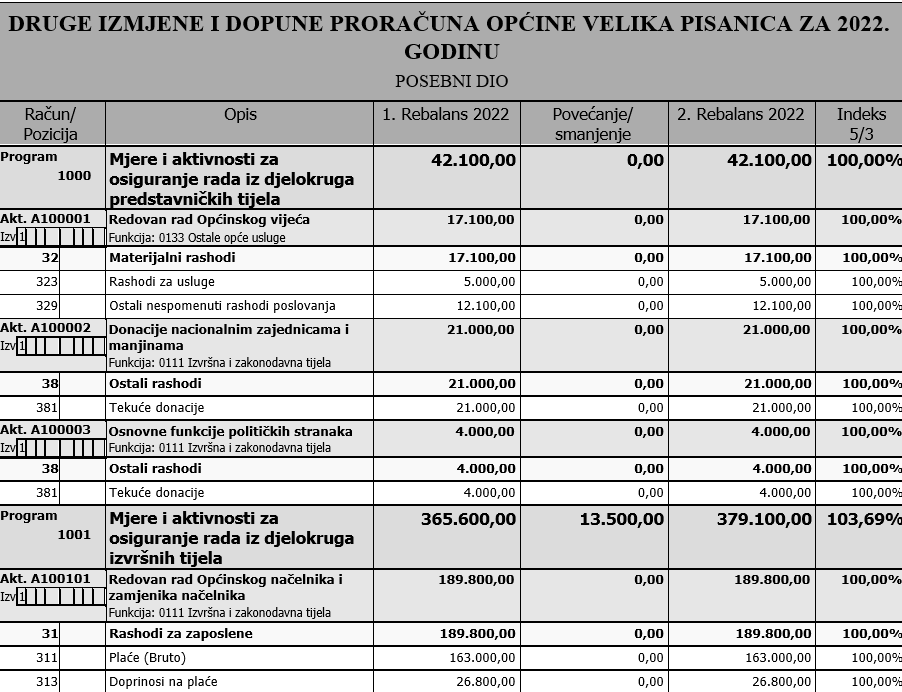 DRUGE IZMJENE I DOPUNE PRORAČUNA OPĆINE VELIKA PISANICA ZA 2022.
GODINU
POSEBNI DIO
Račun/ Opis 1. Rebalans 2022 Povećanje/ 2. Rebalans 2022 Indeks
Pozicija smanjenje 5/3
Program Mjere i aktivnosti za 42.100,00 0,00 42.100,00 100,00%
1000 osiguranje rada iz djelokruga
predstavničkih tijela
Akt. A100001 Redovan rad Općinskog vijeća 17.100,00 0,00 17.100,00 100,00%
Izv 1 Funkcija: 0133 Ostale opće usluge
32 Materijalni rashodi 17.100,00 0,00 17.100,00 100,00%
323 Rashodi za usluge 5.000,00 0,00 5.000,00 100,00%
329 Ostali nespomenuti rashodi poslovanja 12.100,00 0,00 12.100,00 100,00%
Akt. A100002 Donacije nacionalnim zajednicama i 21.000,00 0,00 21.000,00 100,00%
Izv 1 manjinama
Funkcija: 0111 Izvršna i zakonodavna tijela
38 Ostali rashodi 21.000,00 0,00 21.000,00 100,00%
381 Tekuće donacije 21.000,00 0,00 21.000,00 100,00%
Akt. A100003 Osnovne funkcije političkih stranaka 4.000,00 0,00 4.000,00 100,00%
Izv 1 Funkcija: 0111 Izvršna i zakonodavna tijela
38 Ostali rashodi 4.000,00 0,00 4.000,00 100,00%
381 Tekuće donacije 4.000,00 0,00 4.000,00 100,00%
Program Mjere i aktivnosti za 365.600,00 13.500,00 379.100,00 103,69%
1001 osiguranje rada iz djelokruga
izvršnih tijela
Akt. A100101 Redovan rad Općinskog načelnika i 189.800,00 0,00 189.800,00 100,00%
Izv 1 zamjenika načelnika
Funkcija: 0111 Izvršna i zakonodavna tijela
31 Rashodi za zaposlene 189.800,00 0,00 189.800,00 100,00%
311 Plaće (Bruto) 163.000,00 0,00 163.000,00 100,00%
313 Doprinosi na plaće 26.800,00 0,00 26.800,00 100,00%